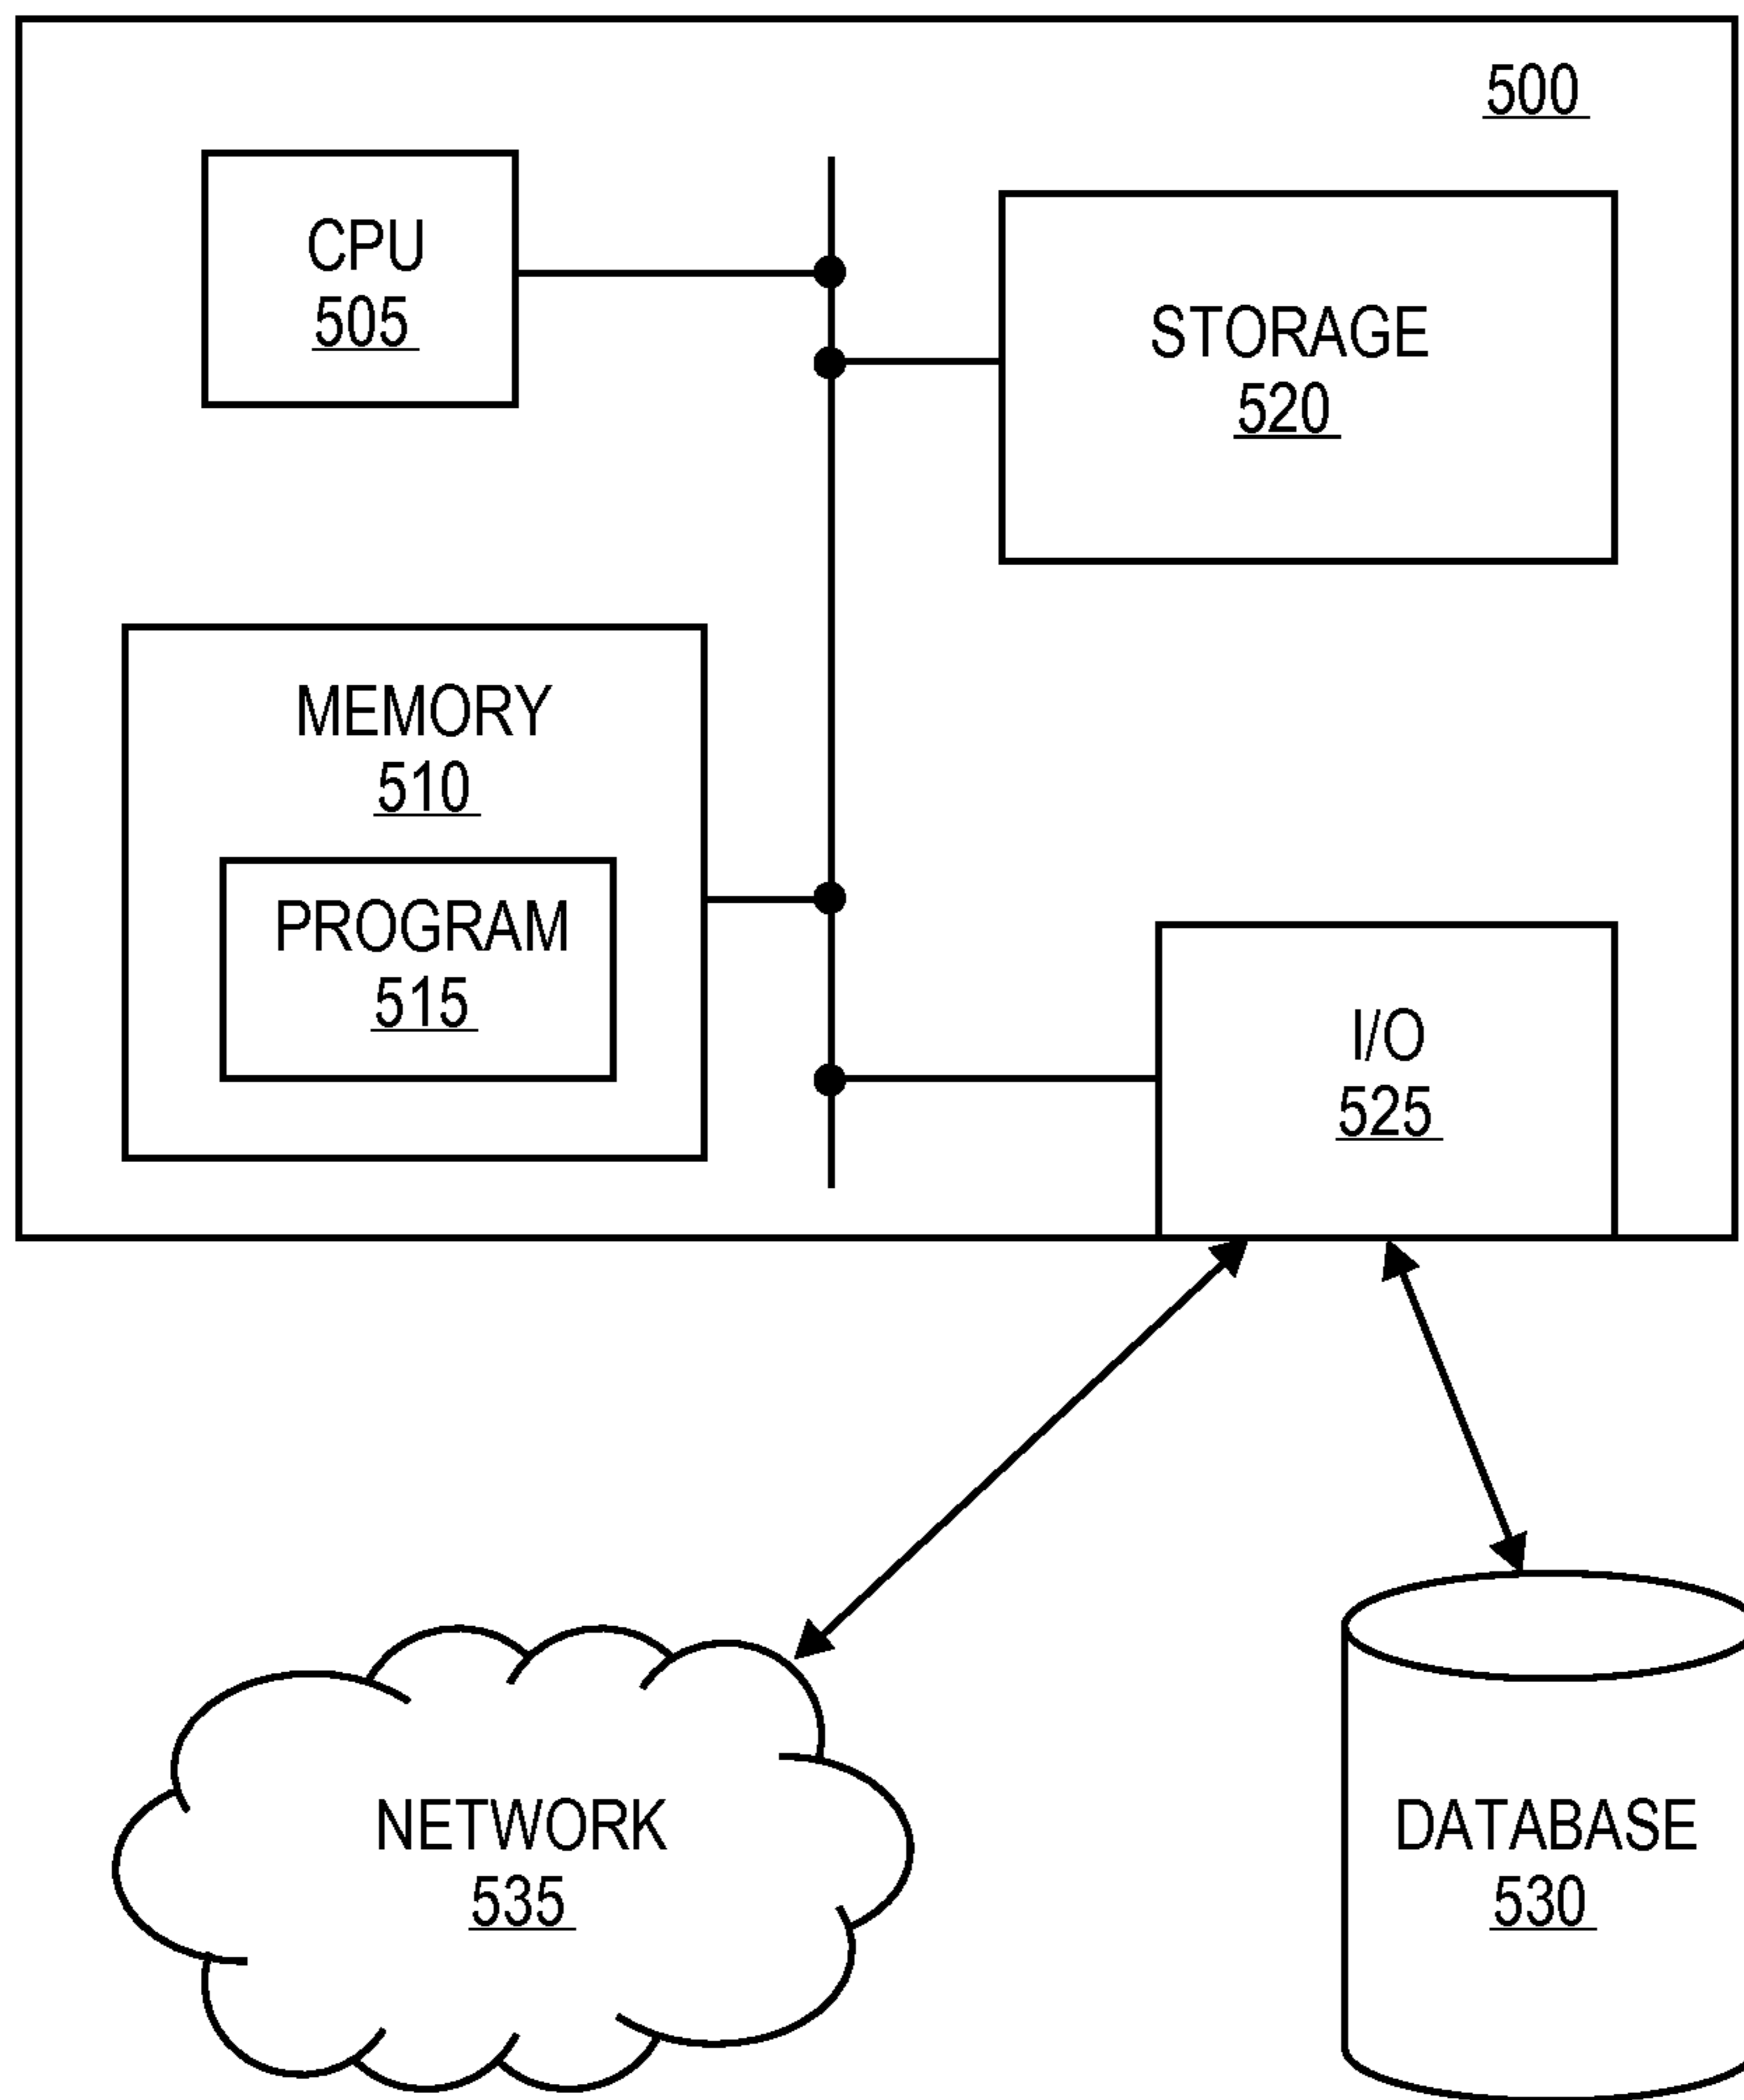 500
CPU
505
STORAGE
520
MEMORY
510
PROGRAM
515
I/O
525
NETWORK
535
DATABASE
530